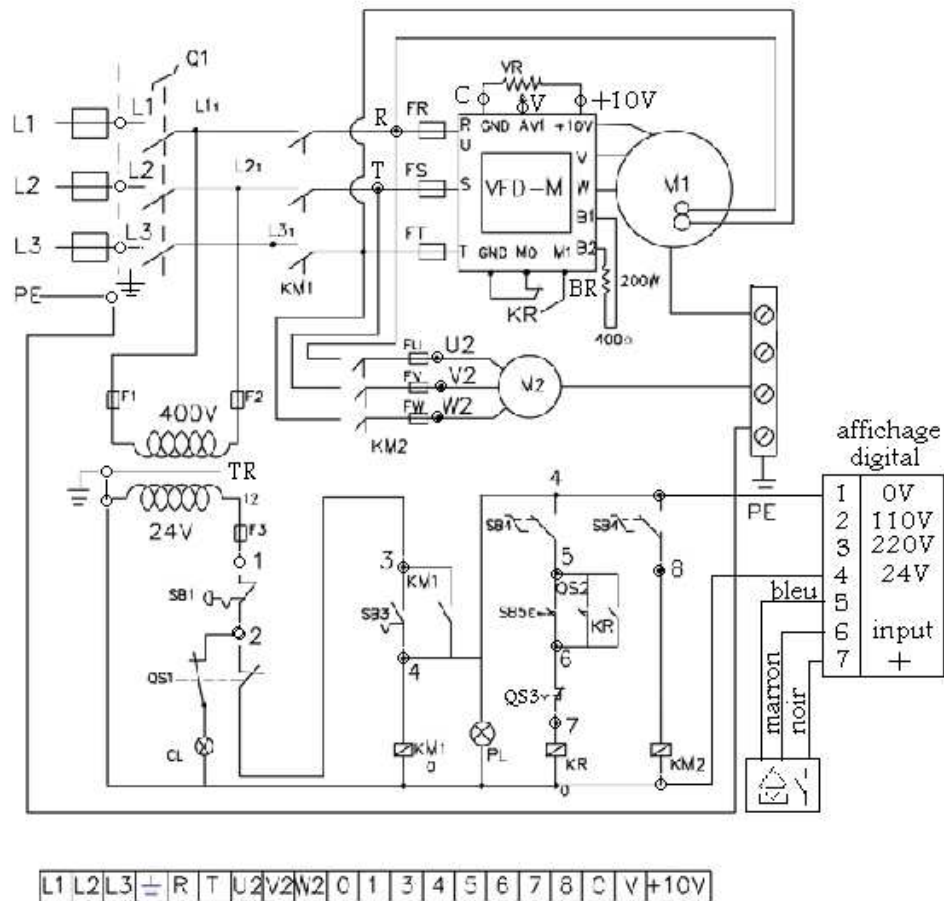 Q1
L1 L1 L1₁
R FR
VR
C V +10V
R GND AVI +10V
U V
L2 L2 L2₁
T FS S VFD-M W M1
B1
L3 L3 L3₁
FT T GND M0 M1 B2
KM1
PE
KR BR 200W
400Ω
FU U2
FV V2 M2
FW W2
KM2
F1 F2
400V
TR
12
24V
F3
1
SB1
2
QS1
CL
3
KM1
SB3
4
KM1
0
PL
4
SB4 SB4
5 8
QS2
SB5E KR
6
QS3
7
KR KM2
0
PE
affichage
digital
1 0V
2 110V
3 220V
4 24V
bleu 5
6 input
7 +
marron
noir
L1 L2 L3 R T U2 V2 W2 0 1 3 4 5 6 7 8 C V +10V